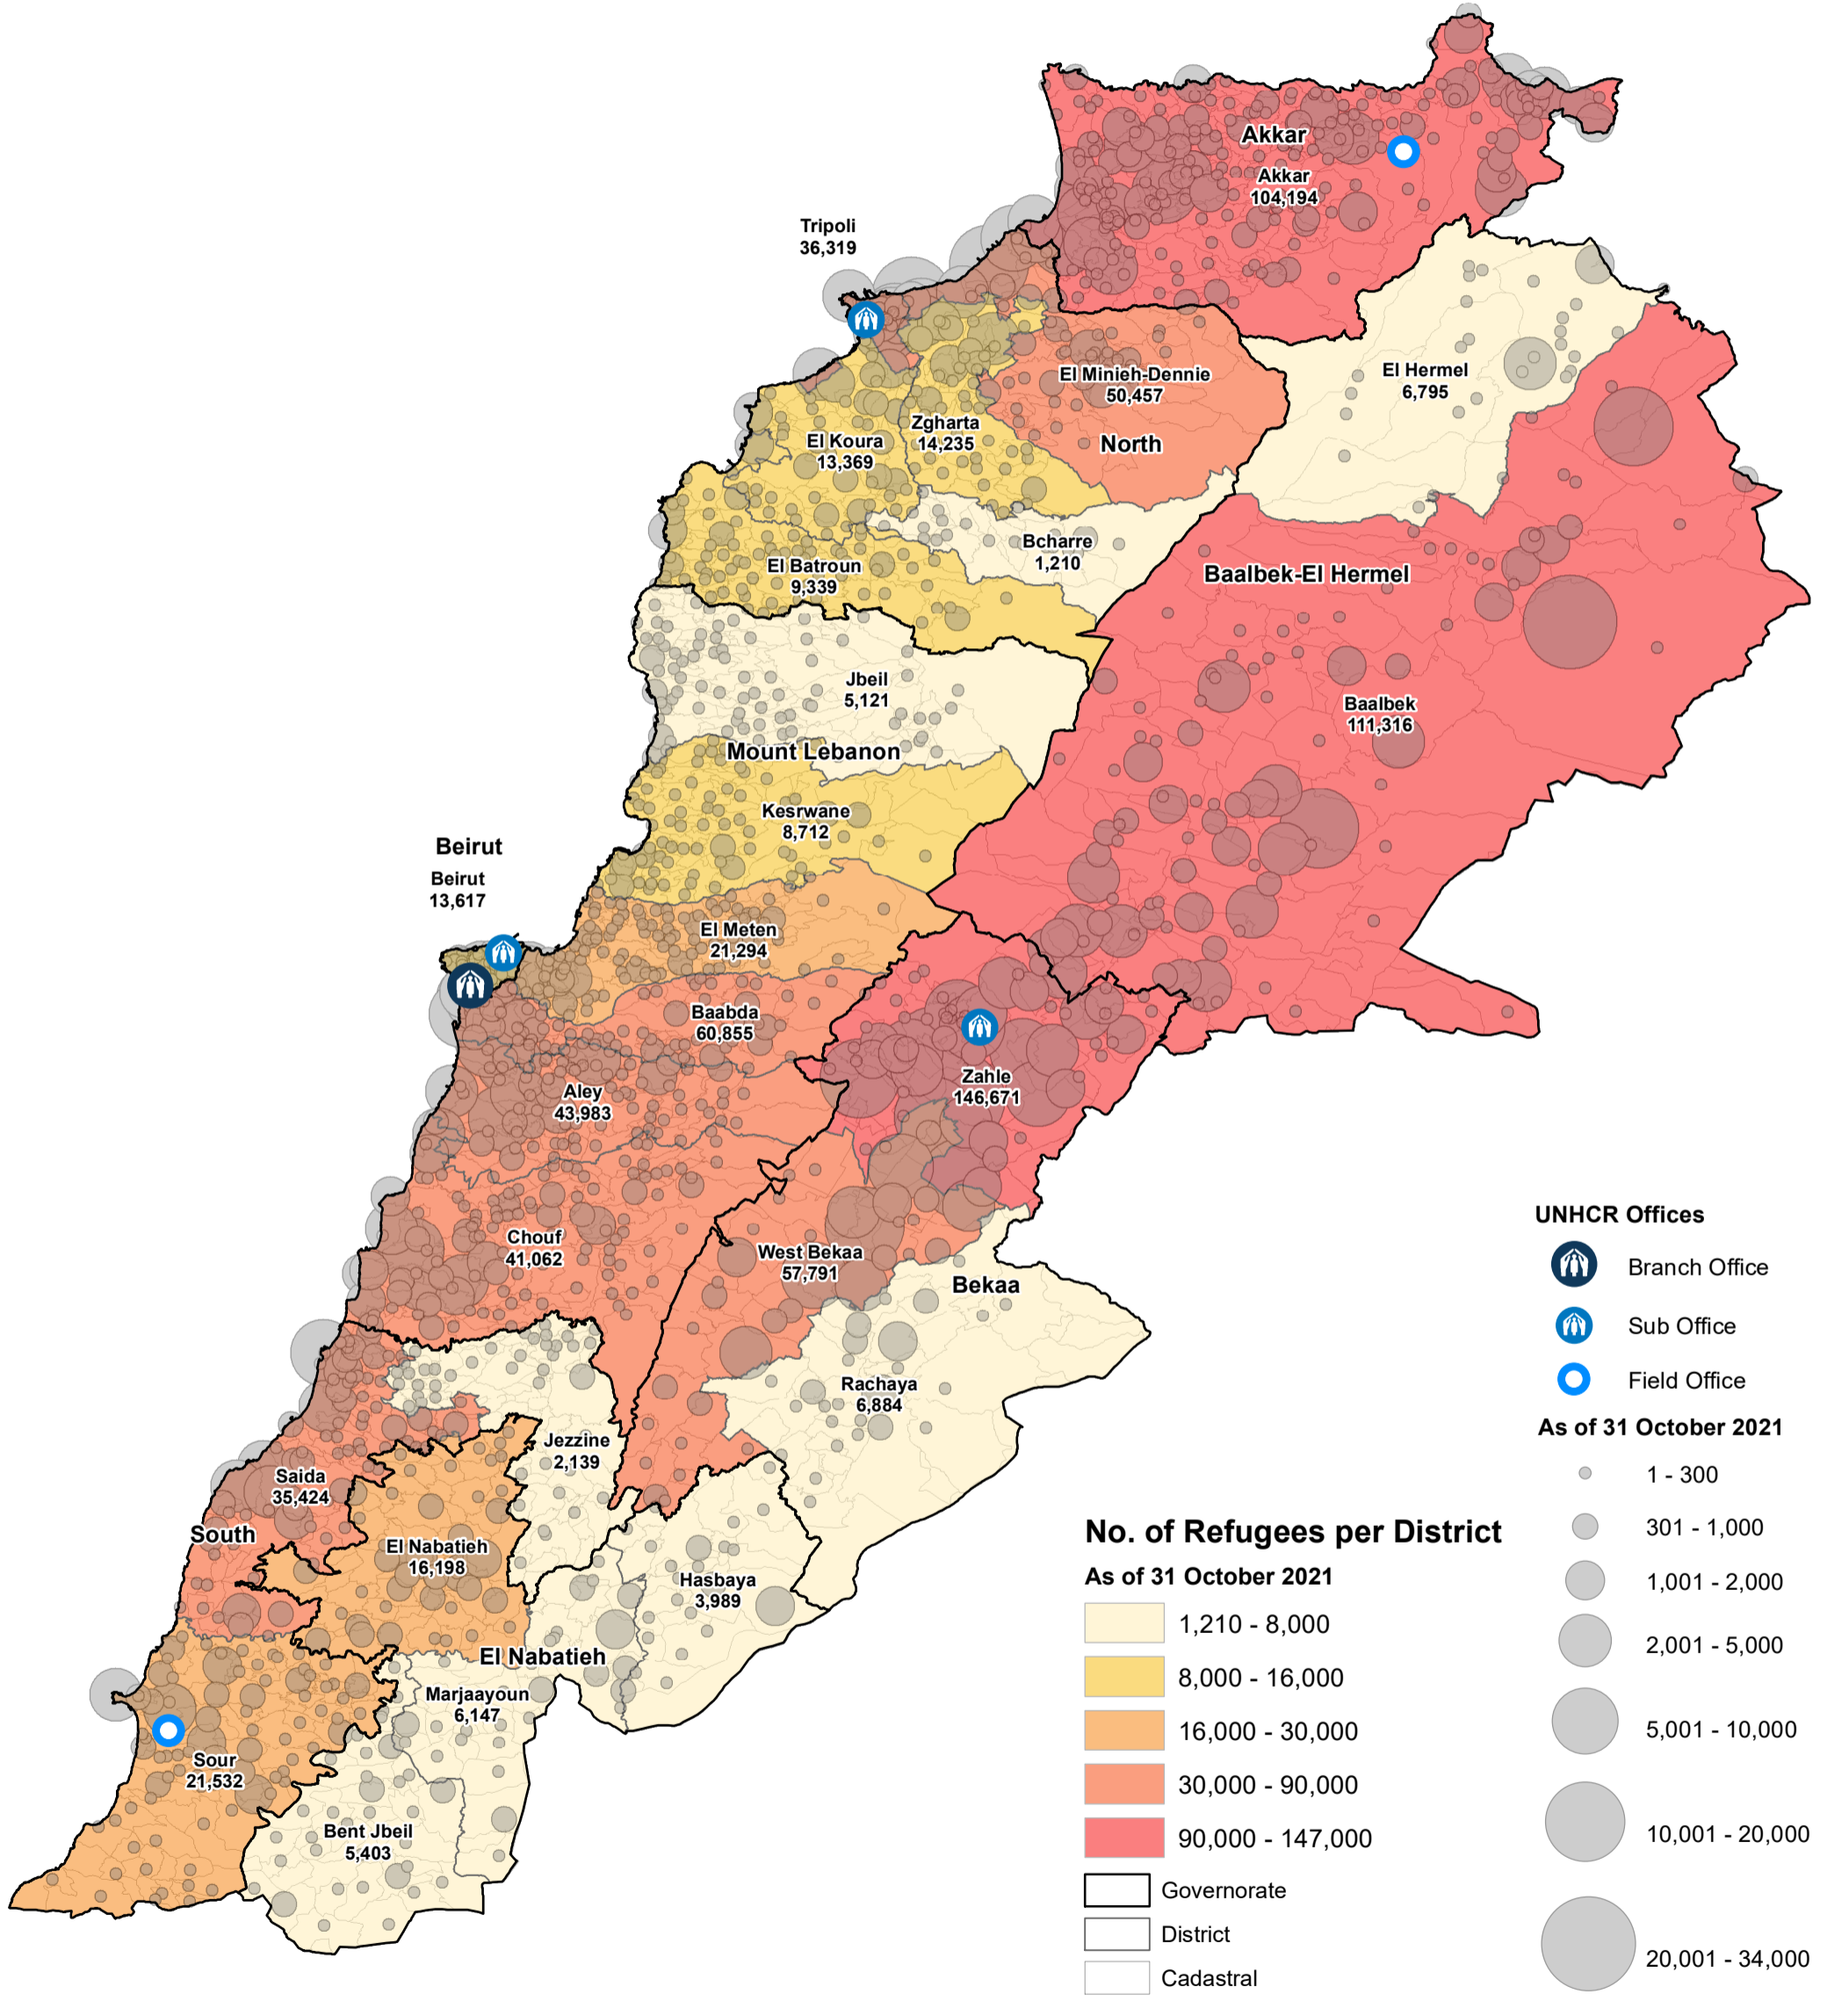 Akkar
Akkar
104,194
Tripoli
36,319
El Hermel
6,795
El Minieh-Dennie
50,457
North
Zgharta
14,235
El Koura
13,369
Bcharre
1,210
El Batroun
9,339
Baalbek-El Hermel
Jbeil
5,121
Baalbek
111,316
Mount Lebanon
Kesrwane
8,712
Beirut
Beirut
13,617
El Meten
21,294
Baabda
60,855
Zahle
146,671
Aley
43,983
Chouf
41,062
West Bekaa
57,791
Bekaa
Rachaya
6,884
Jezzine
2,139
Saida
35,424
South
El Nabatieh
16,198
Hasbaya
3,989
El Nabatieh
Marjaayoun
6,147
Sour
21,532
Bent Jbeil
5,403
UNHCR Offices
Branch Office
Sub Office
Field Office
As of 31 October 2021
1 - 300
301 - 1,000
1,001 - 2,000
2,001 - 5,000
5,001 - 10,000
10,001 - 20,000
20,001 - 34,000
No. of Refugees per District
As of 31 October 2021
1,210 - 8,000
8,000 - 16,000
16,000 - 30,000
30,000 - 90,000
90,000 - 147,000
Governorate
District
Cadastral